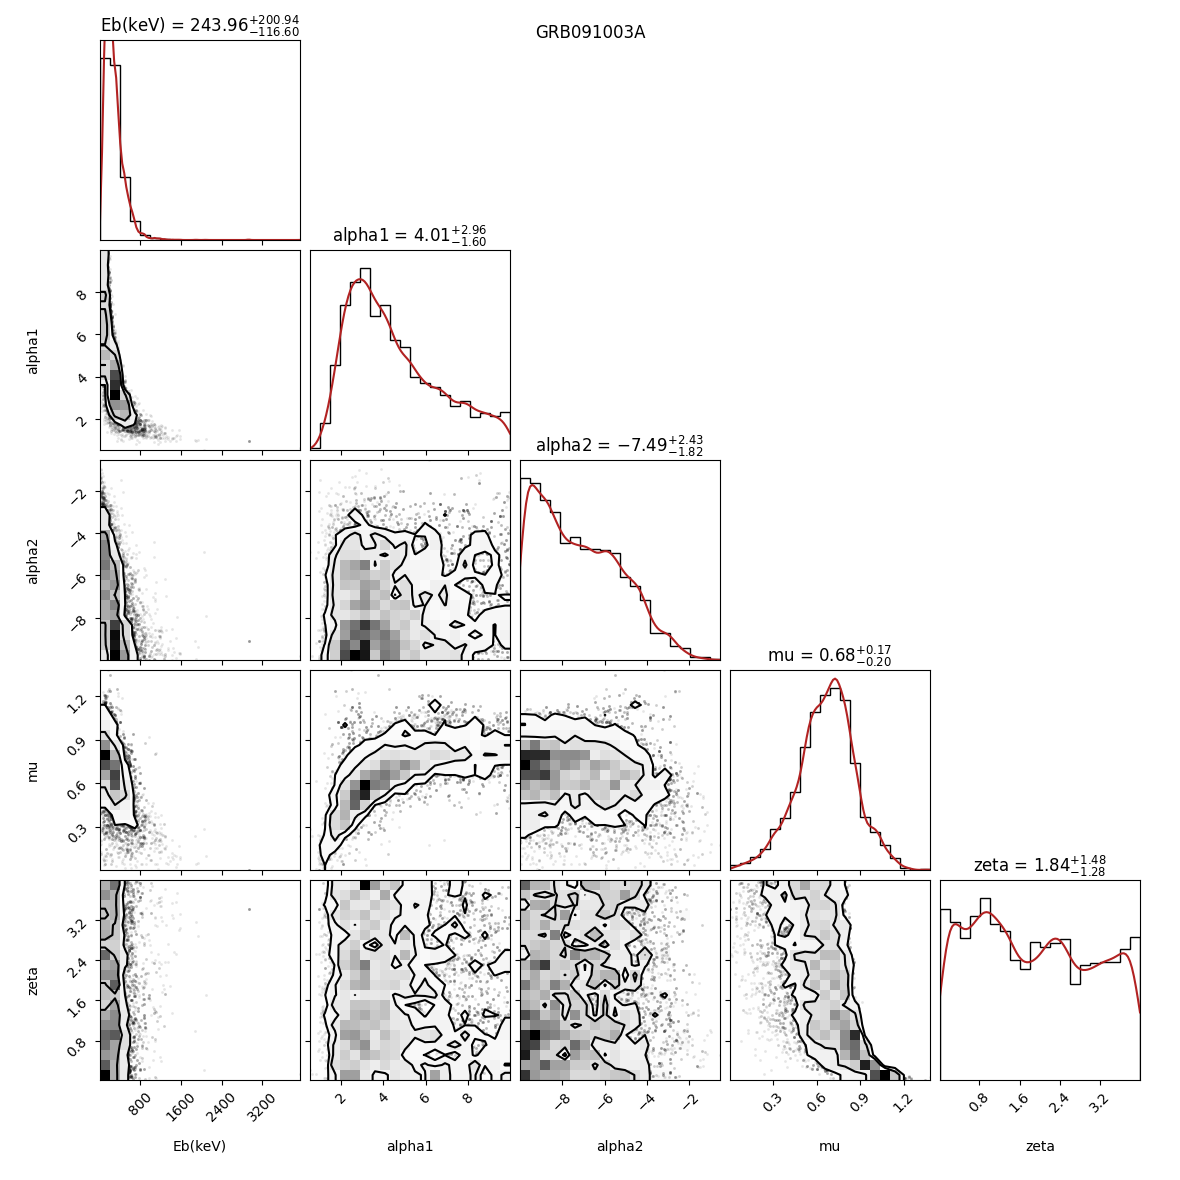 Eb(keV) = 243.96+200.94−116.60
GRB091003A
alpha1 = 4.01+2.96−1.60
alpha1
8
6
4
2
alpha2 = −7.49+2.43−1.82
alpha2
−2
−4
−6
−8
mu = 0.68+0.17−0.20
mu
1.2
0.9
0.6
0.3
zeta = 1.84+1.48−1.28
zeta
3.2
2.4
1.6
0.8
800 1600 2400 3200 2 4 6 8 −8 −6 −4 −2 0.3 0.6 0.9 1.2 0.8 1.6 2.4 3.2
Eb(keV) alpha1 alpha2 mu zeta